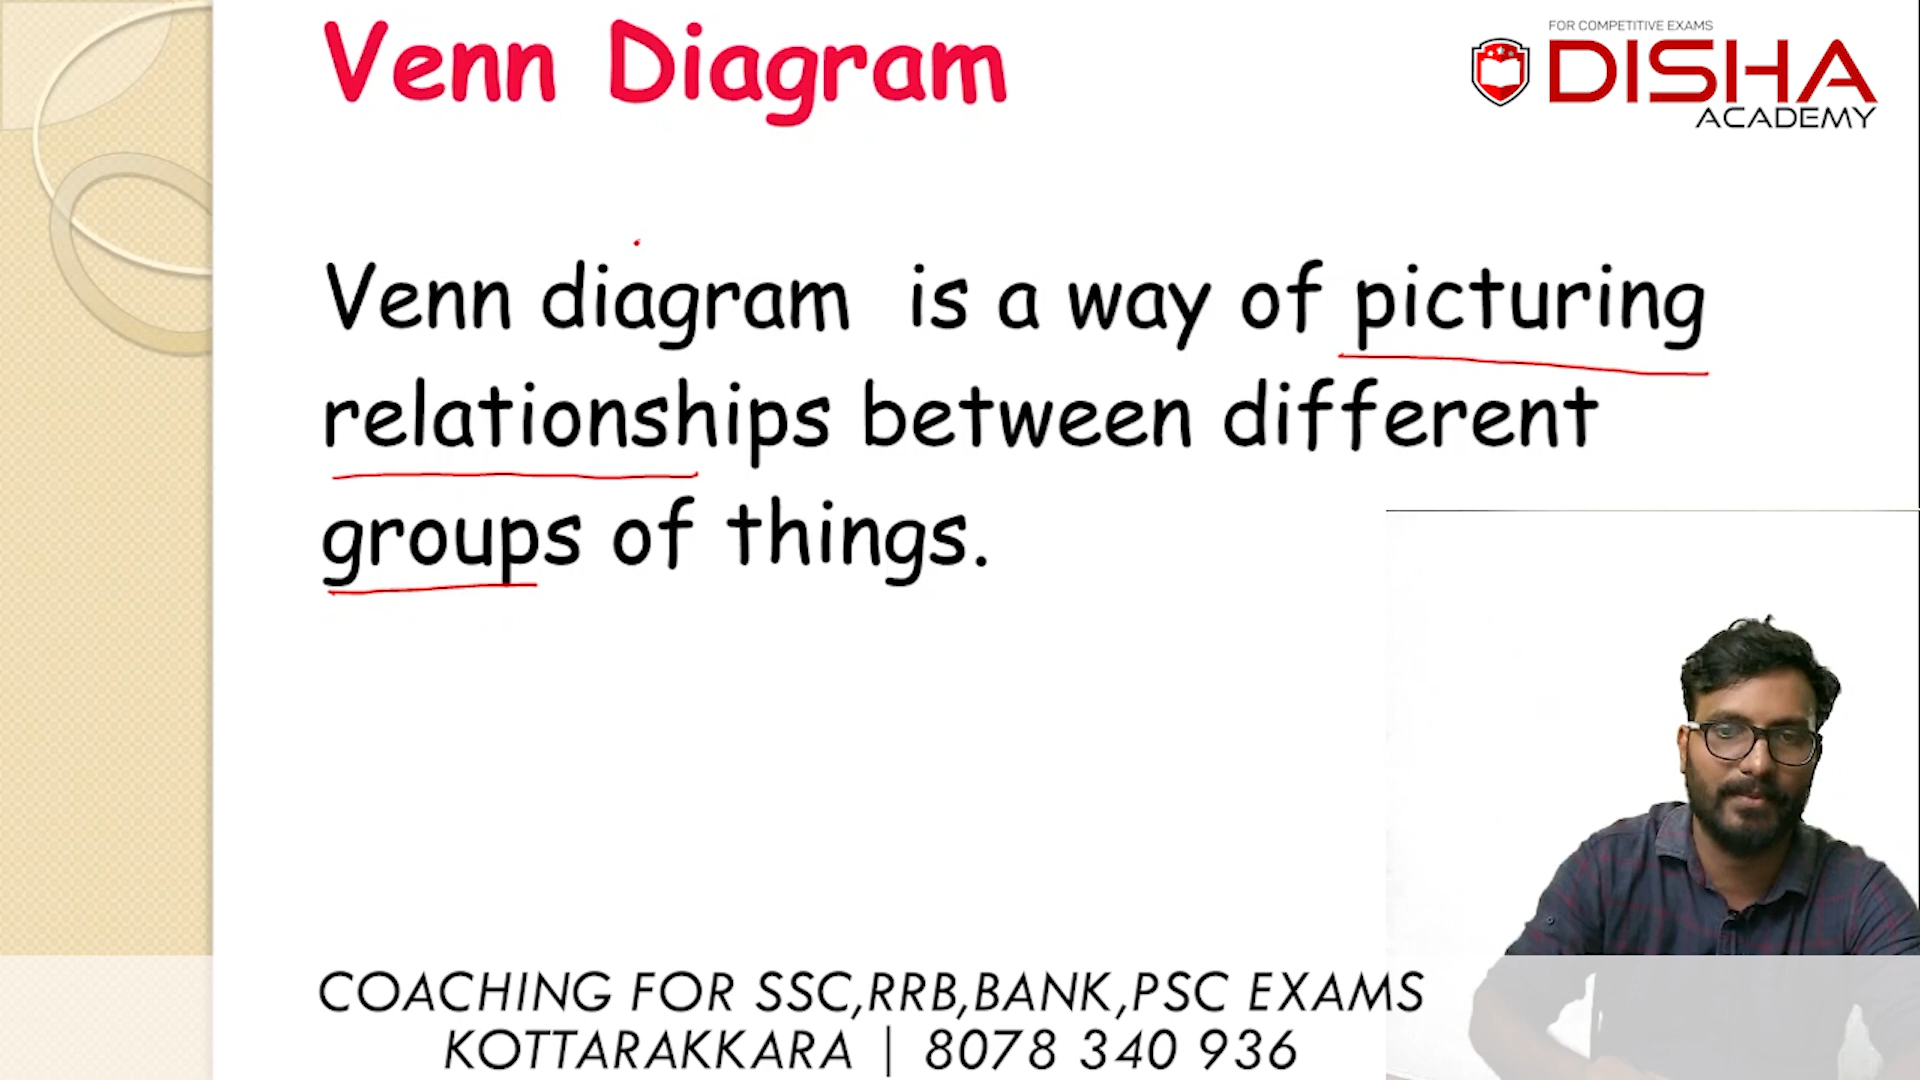 Venn Diagram
FOR COMPETITIVE EXAMS
DISHA
ACADEMY
Venn diagram is a way of picturing
relationships between different
groups of things.
COACHING FOR SSC,RRB,BANK,PSC EXAMS
KOTTARAKKARA | 8078 340 936